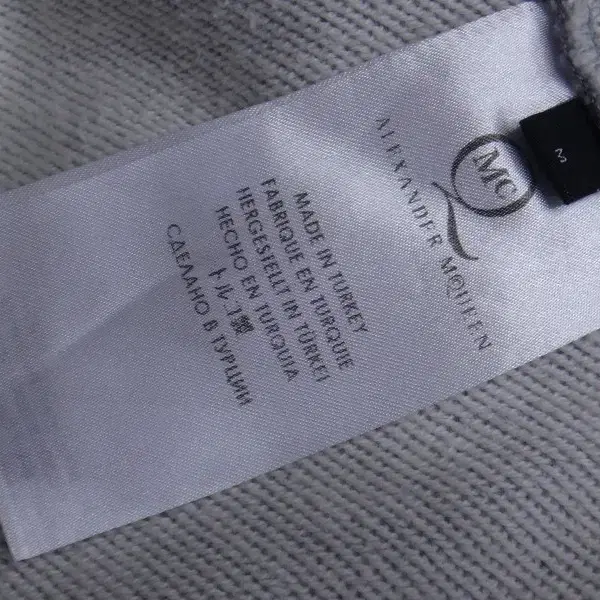 M
McQ
ALEXANDER MCQUEEN
MADE IN TURKEY
FABRIQUE EN TURQUIE
HERGESTELLT IN TÜRKEI
HECHO EN TURQUIA
トルコ製
СДЕЛАНО В ТУРЦИИ